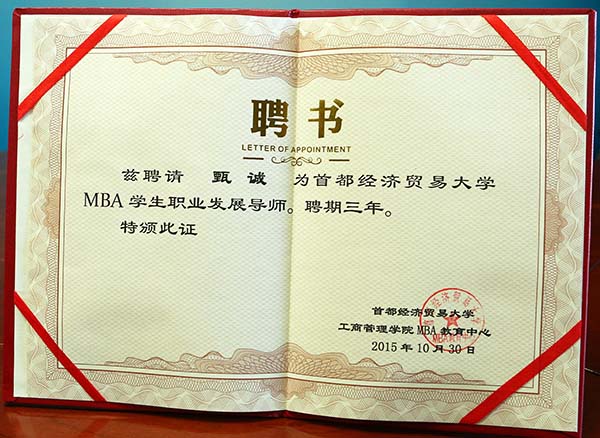 聘书
LETTER OF APPOINTMENT
兹聘请 甄诚 为首都经济贸易大学
MBA 学生职业发展导师。聘期三年。
特颁此证
首都经济贸易大学
工商管理学院 MBA 教育中心
2015 年 10 月 30 日